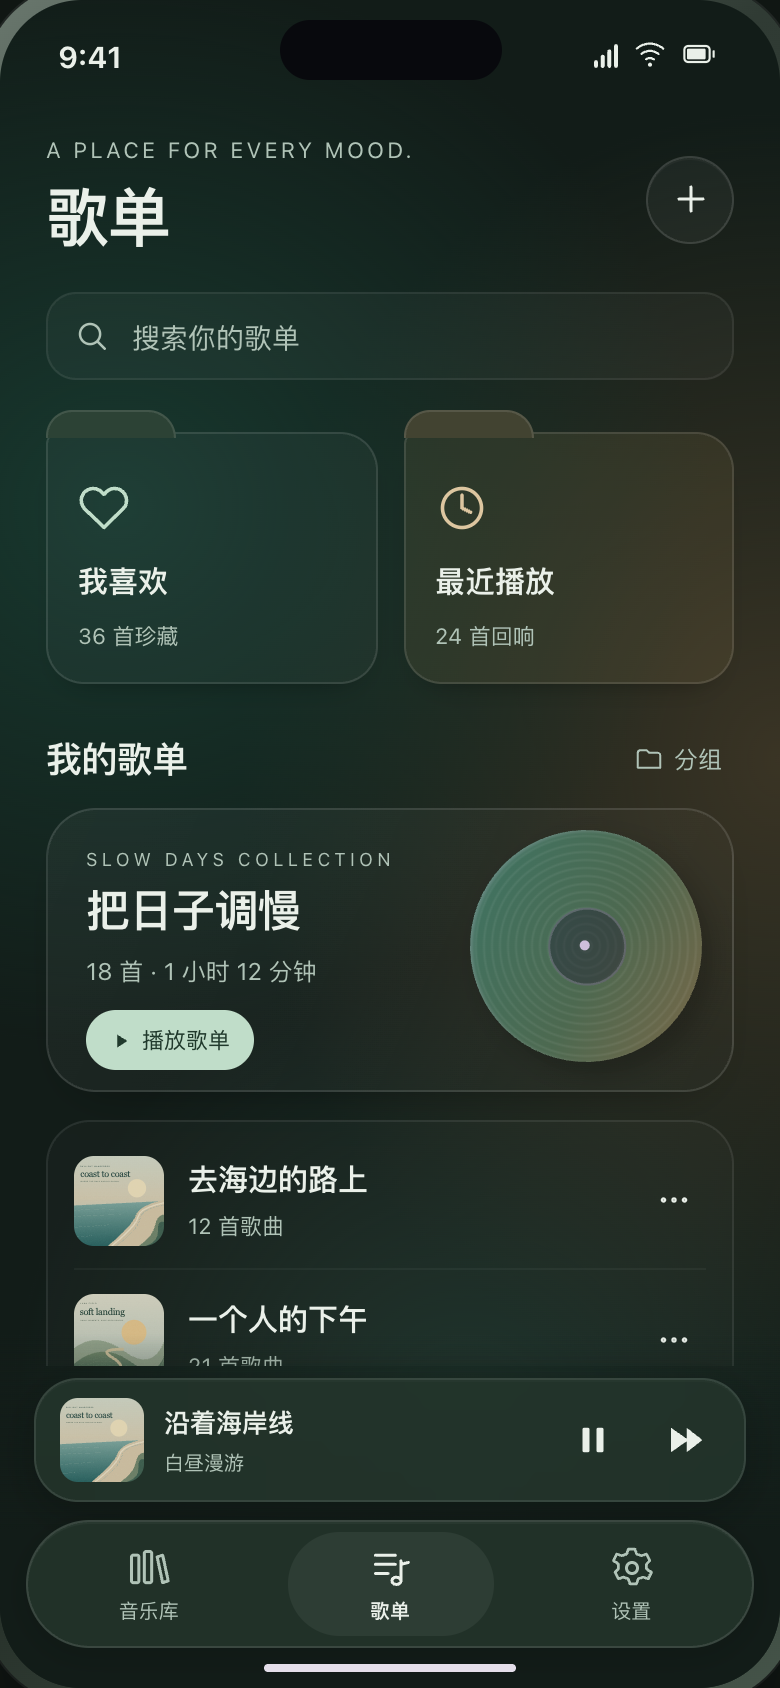 9:41
A PLACE FOR EVERY MOOD.
歌单
搜索你的歌单
我喜欢
36 首珍藏
最近播放
24 首回响
我的歌单
分组
SLOW DAYS COLLECTION
把日子调慢
18 首 · 1 小时 12 分钟
播放歌单
coast to coast
去海边的路上
12 首歌曲
soft landing
一个人的下午
21 首歌曲
coast to coast
沿着海岸线
白昼漫游
音乐库
歌单
设置